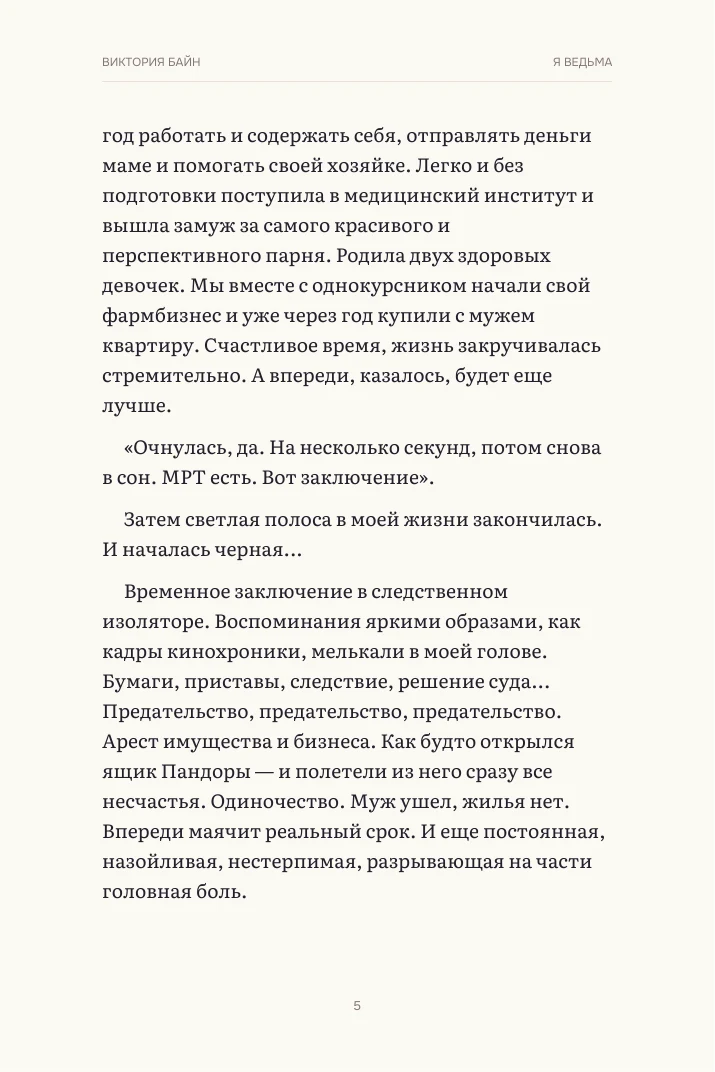 ВИКТОРИЯ БАЙН
Я ВЕДЬМА
год работать и содержать себя, отправлять деньги
маме и помогать своей хозяйке. Легко и без
подготовки поступила в медицинский институт и
вышла замуж за самого красивого и
перспективного парня. Родила двух здоровых
девочек. Мы вместе с однокурсником начали свой
фармбизнес и уже через год купили с мужем
квартиру. Счастливое время, жизнь закручивалась
стремительно. А впереди, казалось, будет еще
лучше.
«Очнулась, да. На несколько секунд, потом снова
в сон. МРТ есть. Вот заключение».
Затем светлая полоса в моей жизни закончилась.
И началась черная…
Временное заключение в следственном
изоляторе. Воспоминания яркими образами, как
кадры кинохроники, мелькали в моей голове.
Бумаги, приставы, следствие, решение суда…
Предательство, предательство, предательство.
Арест имущества и бизнеса. Как будто открылся
ящик Пандоры — и полетели из него сразу все
несчастья. Одиночество. Муж ушел, жилья нет.
Впереди маячит реальный срок. И еще постоянная,
назойливая, нестерпимая, разрывающая на части
головная боль.
5